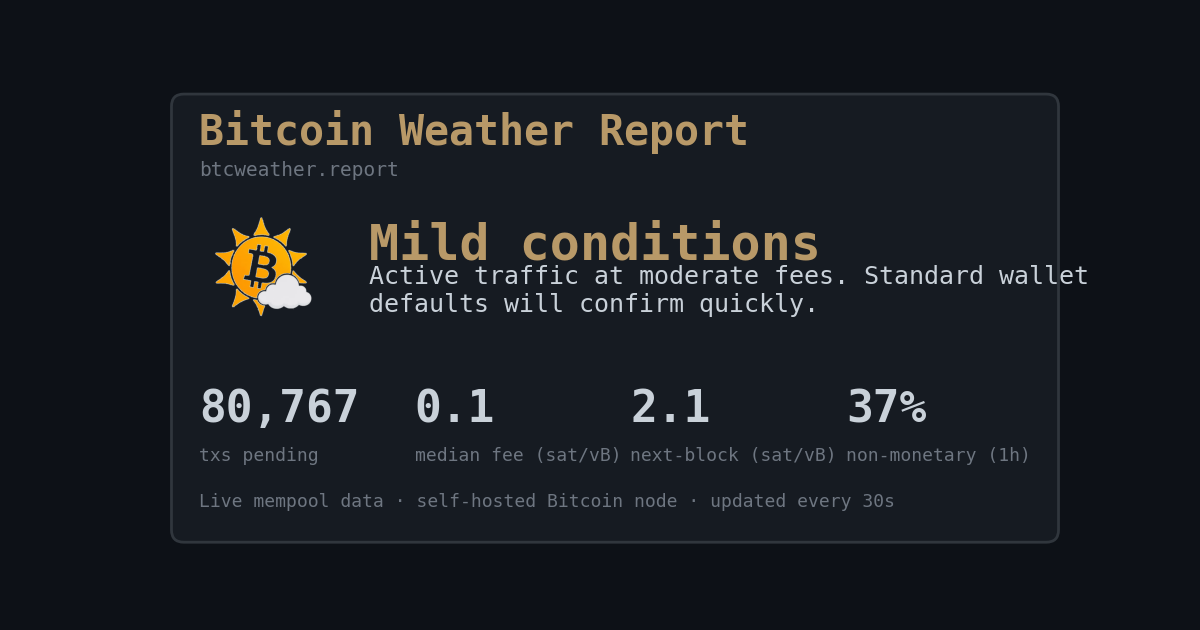 Bitcoin Weather Report
btcweather.report
Mild conditions
Active traffic at moderate fees. Standard wallet
defaults will confirm quickly.
80,767 0.1 2.1 37%
txs pending median fee (sat/vB) next-block (sat/vB) non-monetary (1h)
Live mempool data · self-hosted Bitcoin node · updated every 30s